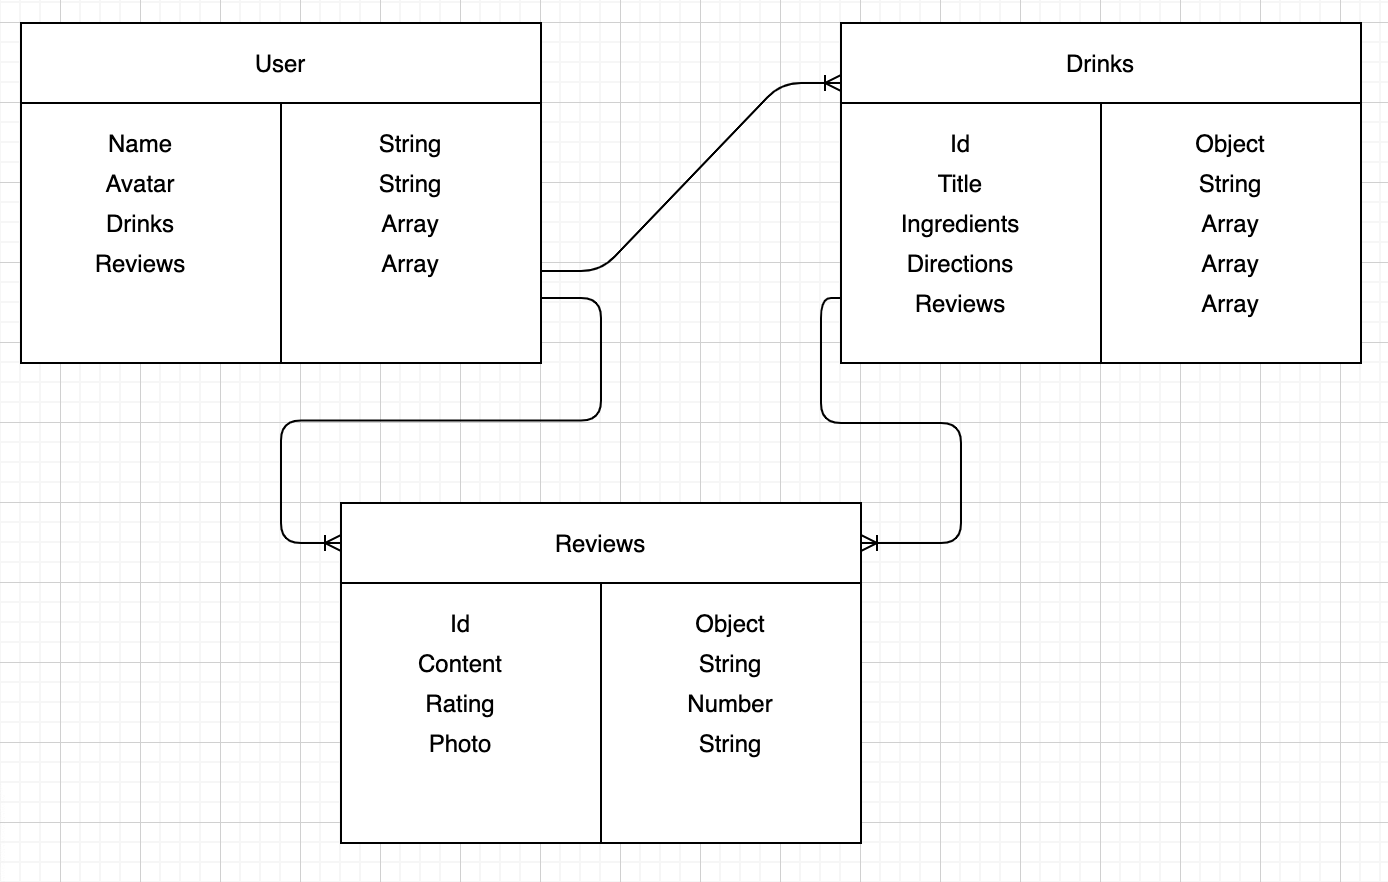 User
Name String
Avatar String
Drinks Array
Reviews Array
Drinks
Id Object
Title String
Ingredients Array
Directions Array
Reviews Array
Reviews
Id Object
Content String
Rating Number
Photo String